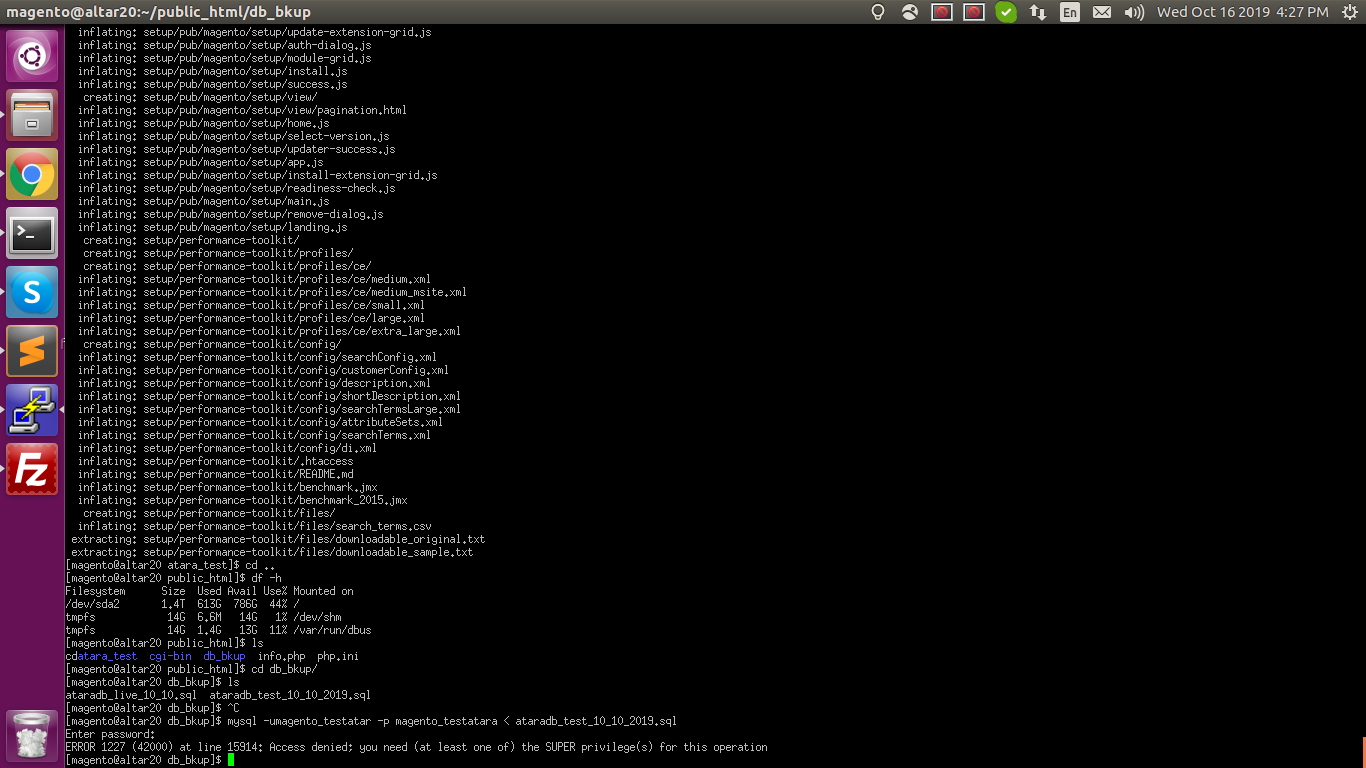 magento@altar20:~/public_html/db_bkup
En
Wed Oct 16 2019 4:27 PM
inflating: setup/pub/magento/setup/update-extension-grid.js
inflating: setup/pub/magento/setup/auth-dialog.js
inflating: setup/pub/magento/setup/module-grid.js
inflating: setup/pub/magento/setup/install.js
inflating: setup/pub/magento/setup/success.js
creating: setup/pub/magento/setup/view/
inflating: setup/pub/magento/setup/view/pagination.html
inflating: setup/pub/magento/setup/home.js
inflating: setup/pub/magento/setup/select-version.js
inflating: setup/pub/magento/setup/updater-success.js
inflating: setup/pub/magento/setup/app.js
inflating: setup/pub/magento/setup/install-extension-grid.js
inflating: setup/pub/magento/setup/readiness-check.js
inflating: setup/pub/magento/setup/main.js
inflating: setup/pub/magento/setup/remove-dialog.js
inflating: setup/pub/magento/setup/landing.js
creating: setup/performance-toolkit/
creating: setup/performance-toolkit/profiles/
creating: setup/performance-toolkit/profiles/ce/
inflating: setup/performance-toolkit/profiles/ce/medium.xml
inflating: setup/performance-toolkit/profiles/ce/medium_msite.xml
inflating: setup/performance-toolkit/profiles/ce/small.xml
inflating: setup/performance-toolkit/profiles/ce/large.xml
inflating: setup/performance-toolkit/profiles/ce/extra_large.xml
creating: setup/performance-toolkit/config/
inflating: setup/performance-toolkit/config/searchConfig.xml
inflating: setup/performance-toolkit/config/customerConfig.xml
inflating: setup/performance-toolkit/config/description.xml
inflating: setup/performance-toolkit/config/shortDescription.xml
inflating: setup/performance-toolkit/config/searchTermsLarge.xml
inflating: setup/performance-toolkit/config/attributeSets.xml
inflating: setup/performance-toolkit/config/searchTerms.xml
inflating: setup/performance-toolkit/config/di.xml
inflating: setup/performance-toolkit/.htaccess
inflating: setup/performance-toolkit/README.md
inflating: setup/performance-toolkit/benchmark.jmx
inflating: setup/performance-toolkit/benchmark_2015.jmx
creating: setup/performance-toolkit/files/
inflating: setup/performance-toolkit/files/search_terms.csv
extracting: setup/performance-toolkit/files/downloadable_original.txt
extracting: setup/performance-toolkit/files/downloadable_sample.txt
[magento@altar20 atara_test]$ cd ..
[magento@altar20 public_html]$ df -h
Filesystem Size Used Avail Use% Mounted on
/dev/sda2 1.4T 613G 786G 44% /
tmpfs 14G 6.6M 14G 1% /dev/shm
tmpfs 14G 1.4G 13G 11% /var/run/dbus
[magento@altar20 public_html]$ ls
cdatara_test cgi-bin db_bkup info.php php.ini
[magento@altar20 public_html]$ cd db_bkup/
[magento@altar20 db_bkup]$ ls
ataradb_live_10_10.sql ataradb_test_10_10_2019.sql
[magento@altar20 db_bkup]$ ^C
[magento@altar20 db_bkup]$ mysql -umagento_testatar -p magento_testatara < ataradb_test_10_10_2019.sql
Enter password:
ERROR 1227 (42000) at line 15914: Access denied; you need (at least one of) the SUPER privilege(s) for this operation
[magento@altar20 db_bkup]$